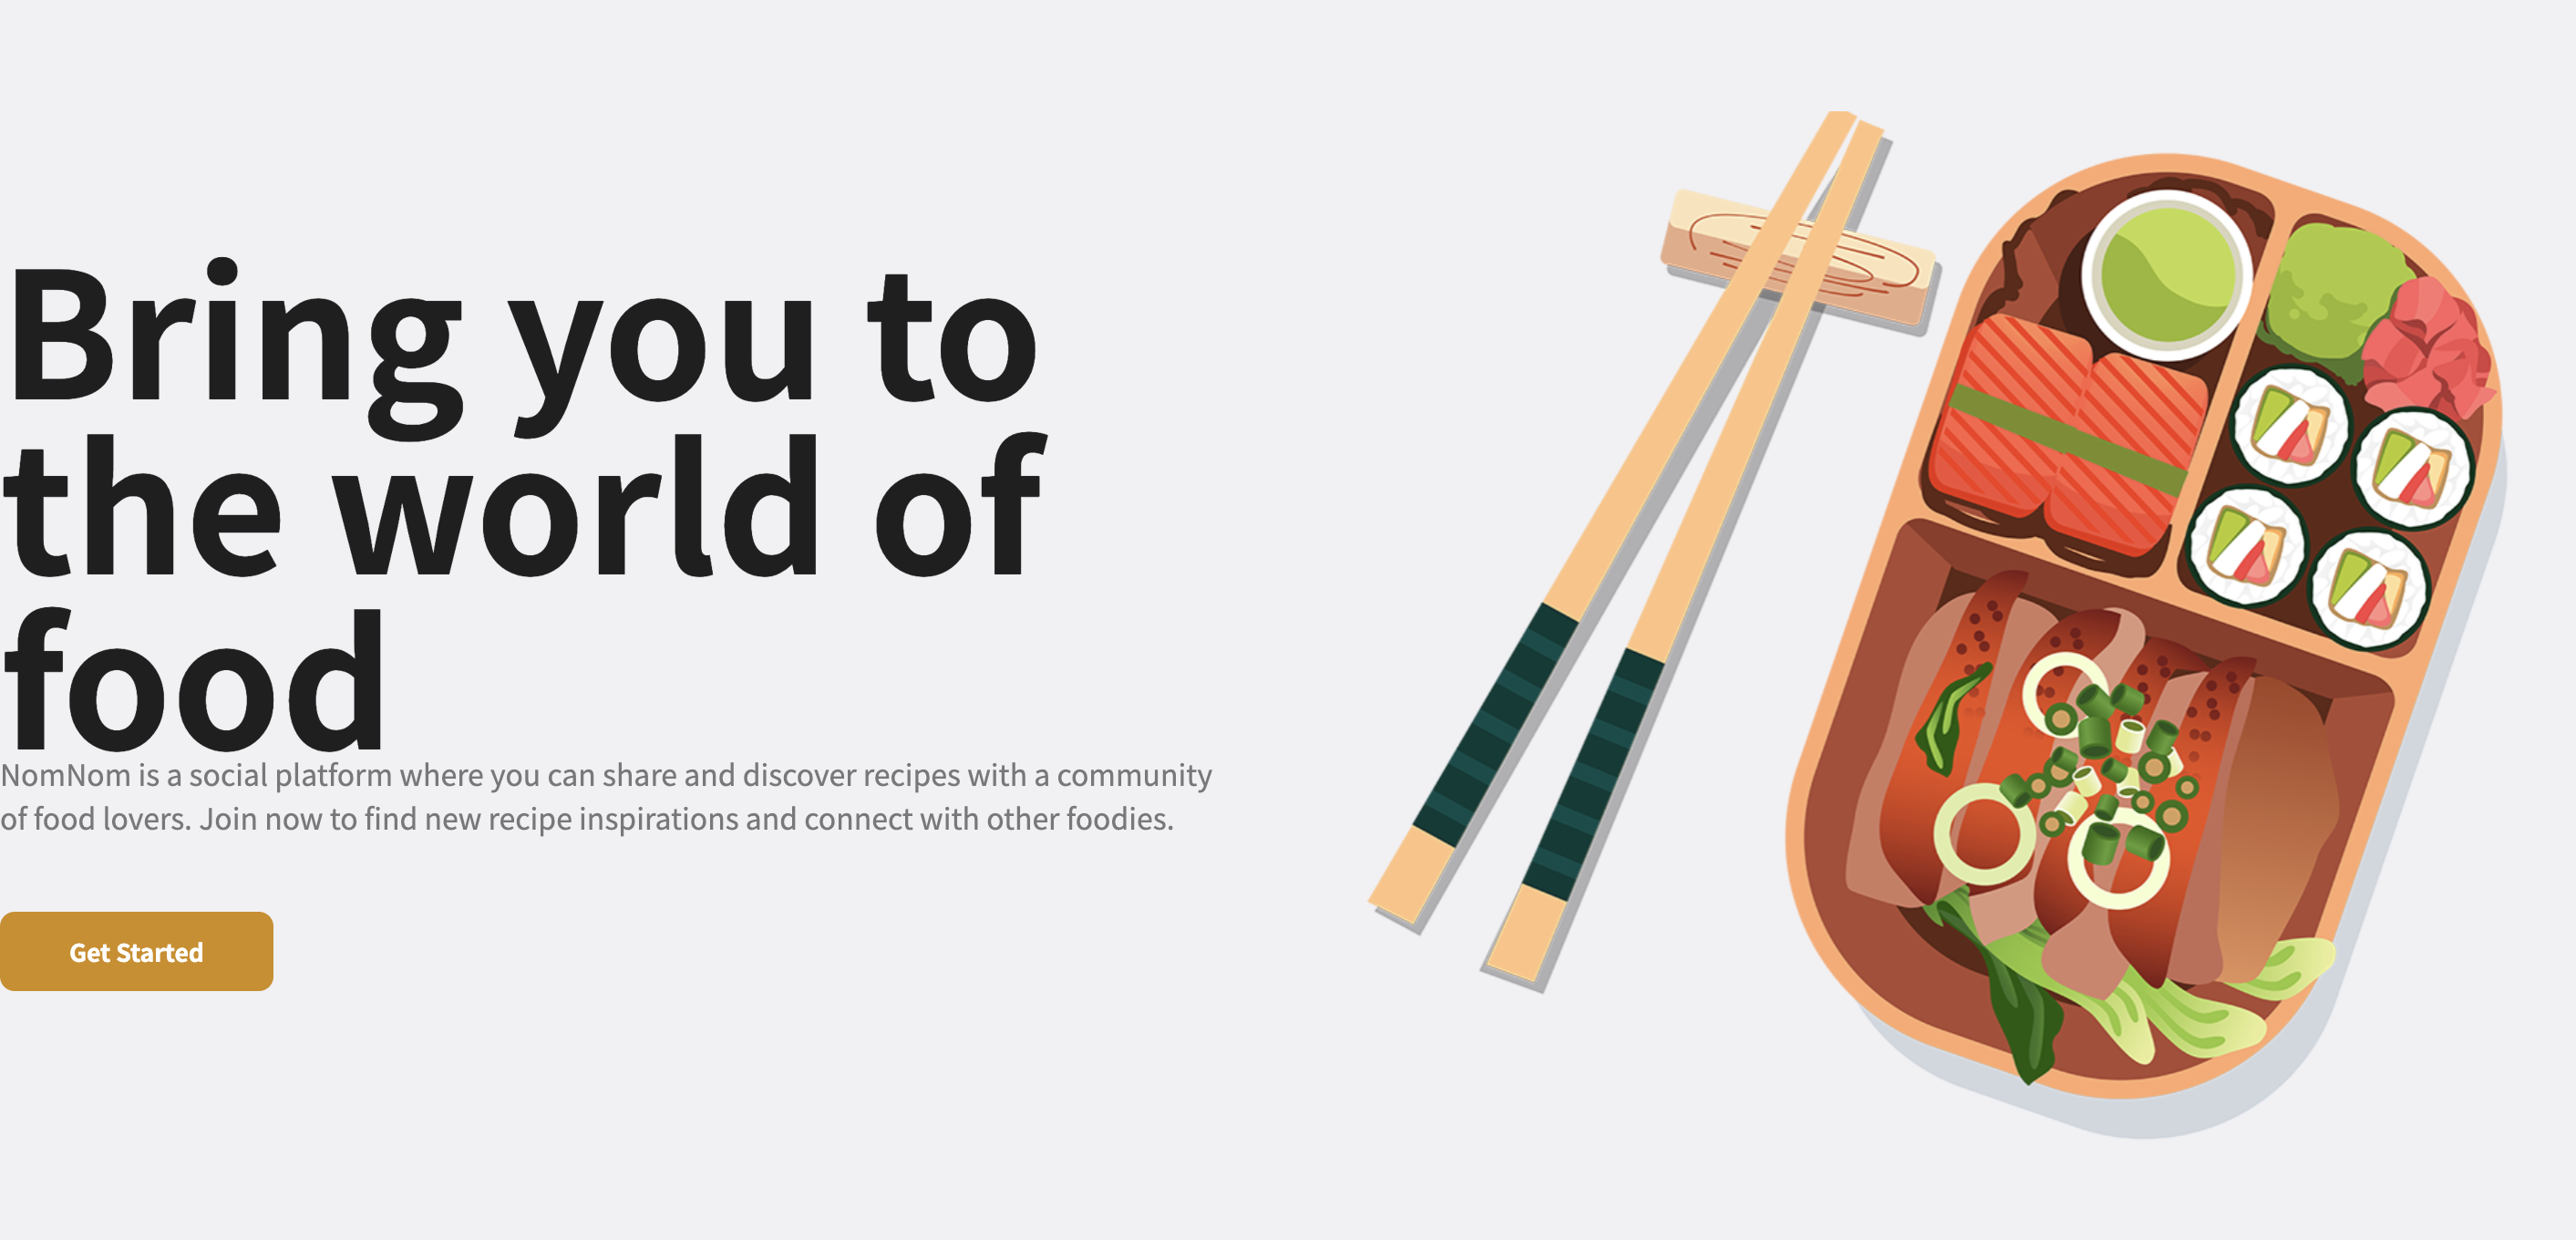 Bring you to
the world of
food
NomNom is a social platform where you can share and discover recipes with a community
of food lovers. Join now to find new recipe inspirations and connect with other foodies.
Get Started